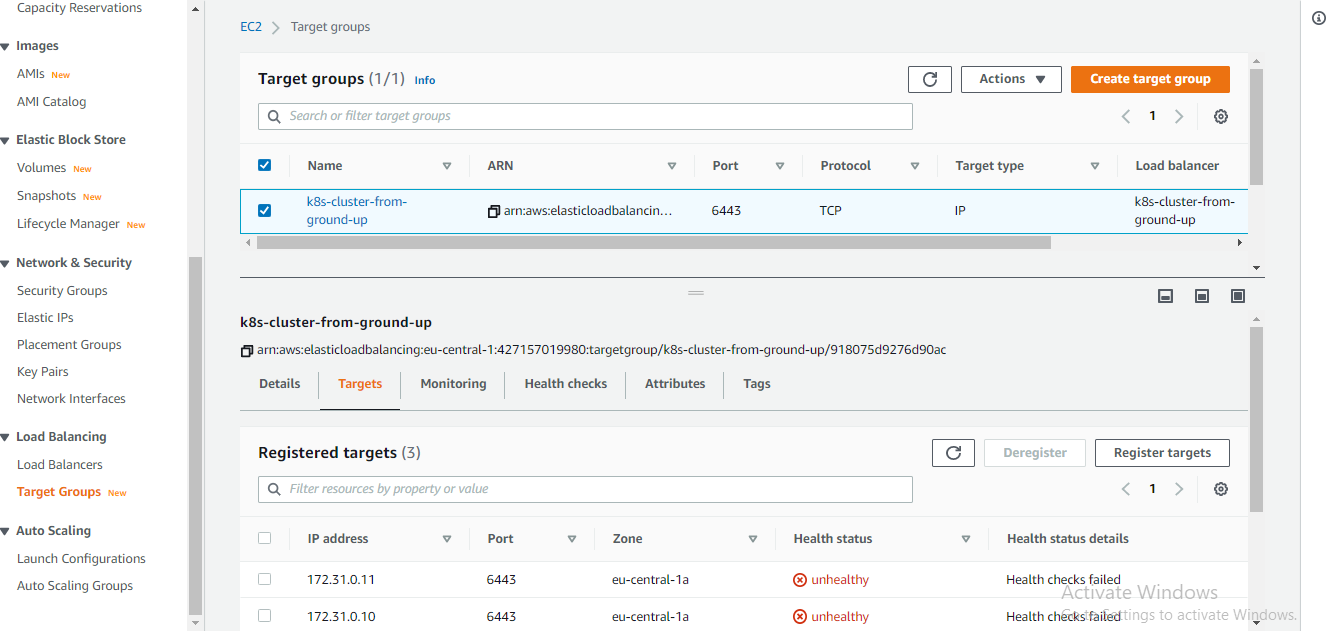 Capacity Reservations
Images
AMIs New
AMI Catalog
Elastic Block Store
Volumes New
Snapshots New
Lifecycle Manager New
Network & Security
Security Groups
Elastic IPs
Placement Groups
Key Pairs
Network Interfaces
Load Balancing
Load Balancers
Target Groups New
Auto Scaling
Launch Configurations
Auto Scaling Groups
EC2 > Target groups
Target groups (1/1) Info
Actions
Create target group
Search or filter target groups
1
Name ARN Port Protocol Target type Load balancer
k8s-cluster-from- arn:aws:elasticloadbalancin... 6443 TCP IP k8s-cluster-from-
ground-up ground-up
k8s-cluster-from-ground-up
arn:aws:elasticloadbalancing:eu-central-1:427157019980:targetgroup/k8s-cluster-from-ground-up/918075d9276d90ac
Details Targets Monitoring Health checks Attributes Tags
Registered targets (3)
Deregister
Register targets
Filter resources by property or value
1
IP address Port Zone Health status Health status details
172.31.0.11 6443 eu-central-1a unhealthy Health checks failed
172.31.0.10 6443 eu-central-1a unhealthy Health checks failed
Activate Windows
Go to Settings to activate Windows.